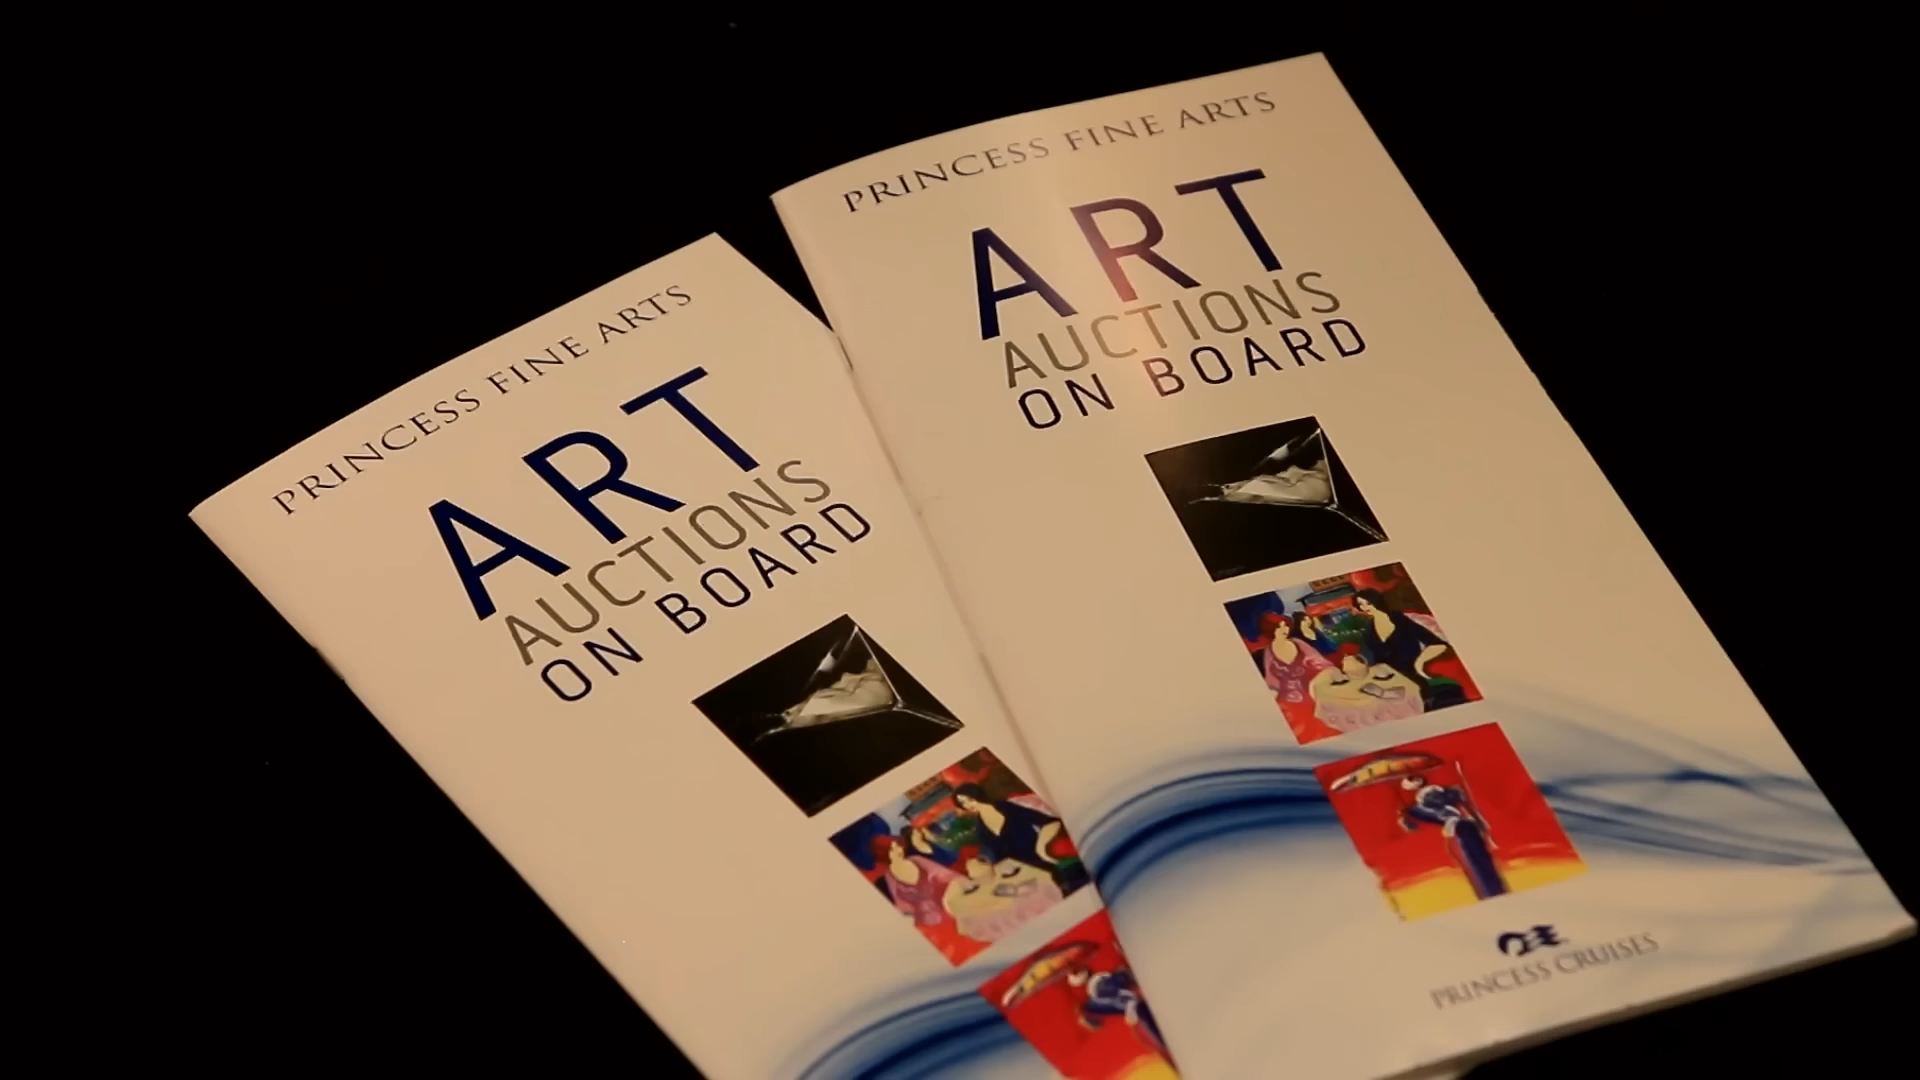 PRINCESS FINE ARTS
ART
AUCTIONS
ON BOARD
PRINCESS FINE ARTS
ART
AUCTIONS
ON BOARD
PRINCESS CRUISES